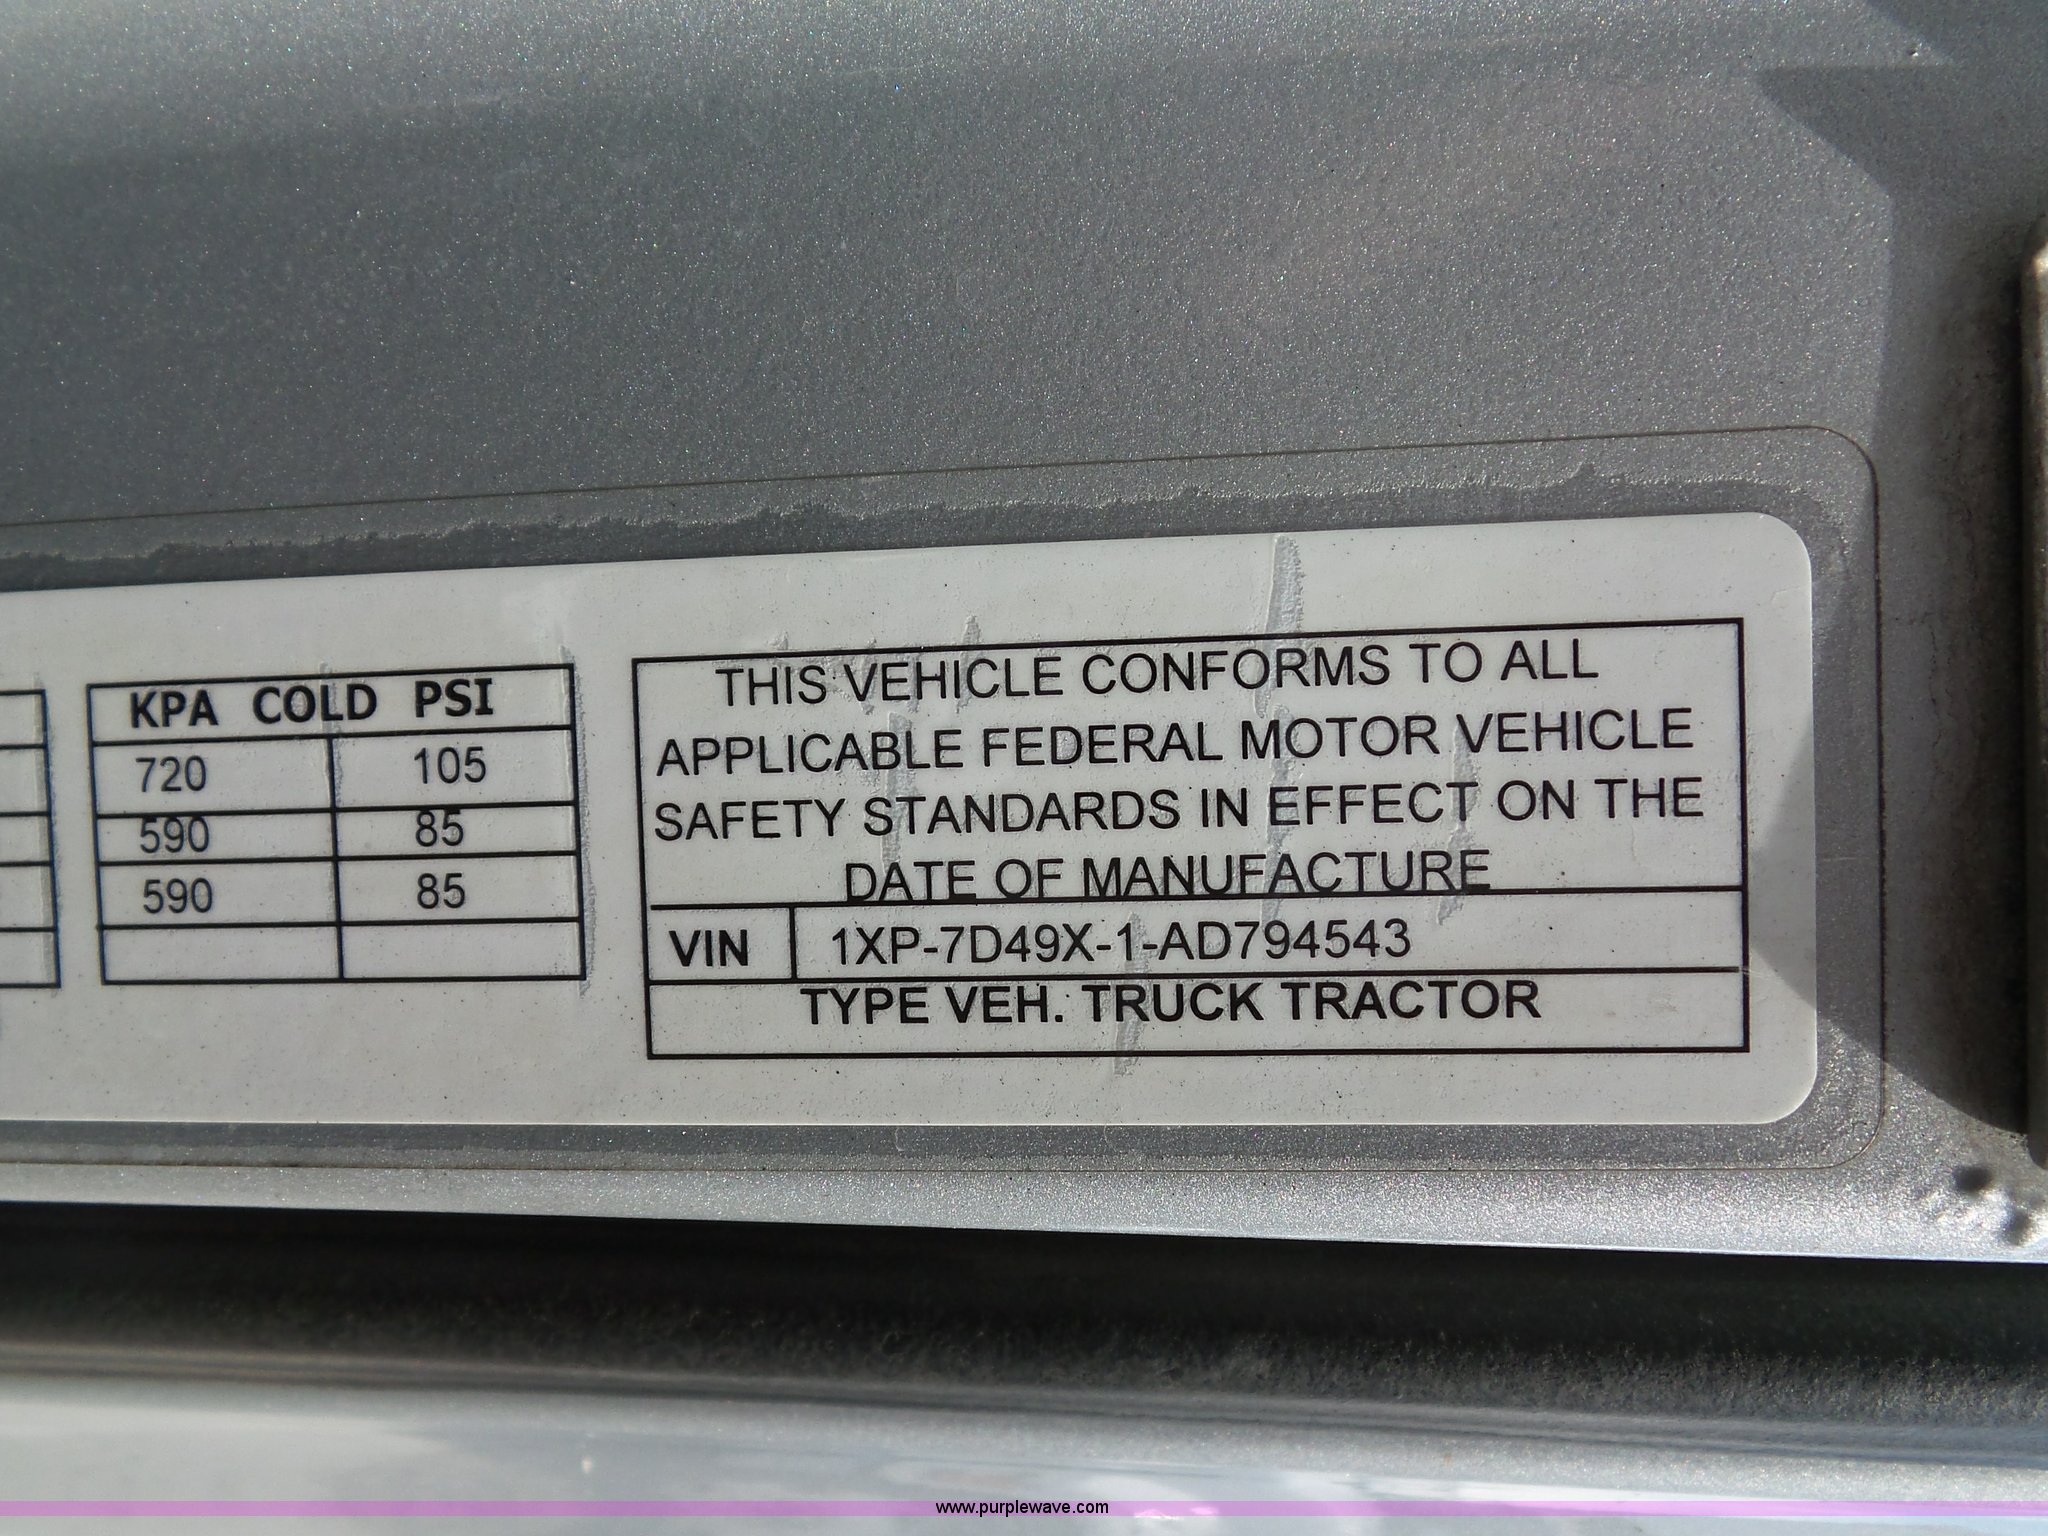 KPA COLD PSI
720 105
590 85
590 85
THIS VEHICLE CONFORMS TO ALL
APPLICABLE FEDERAL MOTOR VEHICLE
SAFETY STANDARDS IN EFFECT ON THE
DATE OF MANUFACTURE
VIN 1XP-7D49X-1-AD794543
TYPE VEH. TRUCK TRACTOR
www.purplewave.com